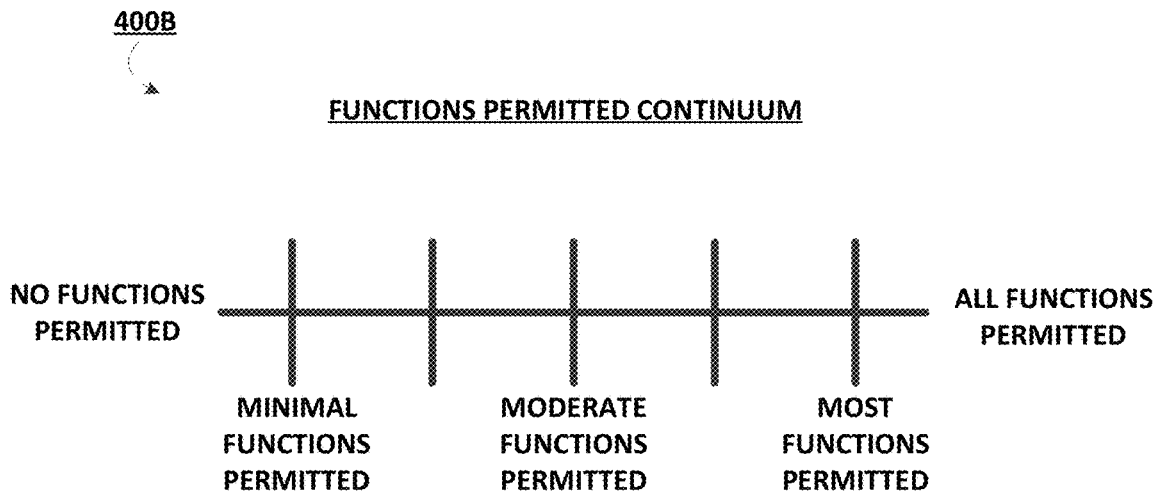 400B
FUNCTIONS PERMITTED CONTINUUM
NO FUNCTIONS
PERMITTED
ALL FUNCTIONS
PERMITTED
MINIMAL
FUNCTIONS
PERMITTED
MODERATE
FUNCTIONS
PERMITTED
MOST
FUNCTIONS
PERMITTED